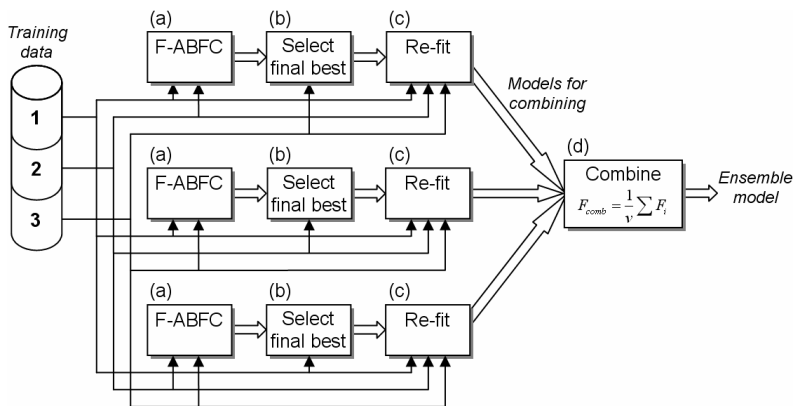 Training
data
1
2
3
(a)
F-ABFC
(b)
Select
final best
(c)
Re-fit
(a)
F-ABFC
(b)
Select
final best
(c)
Re-fit
(a)
F-ABFC
(b)
Select
final best
(c)
Re-fit
Models for
combining
(d)
Combine
F_comb = 1/v ∑ F_i
Ensemble
model